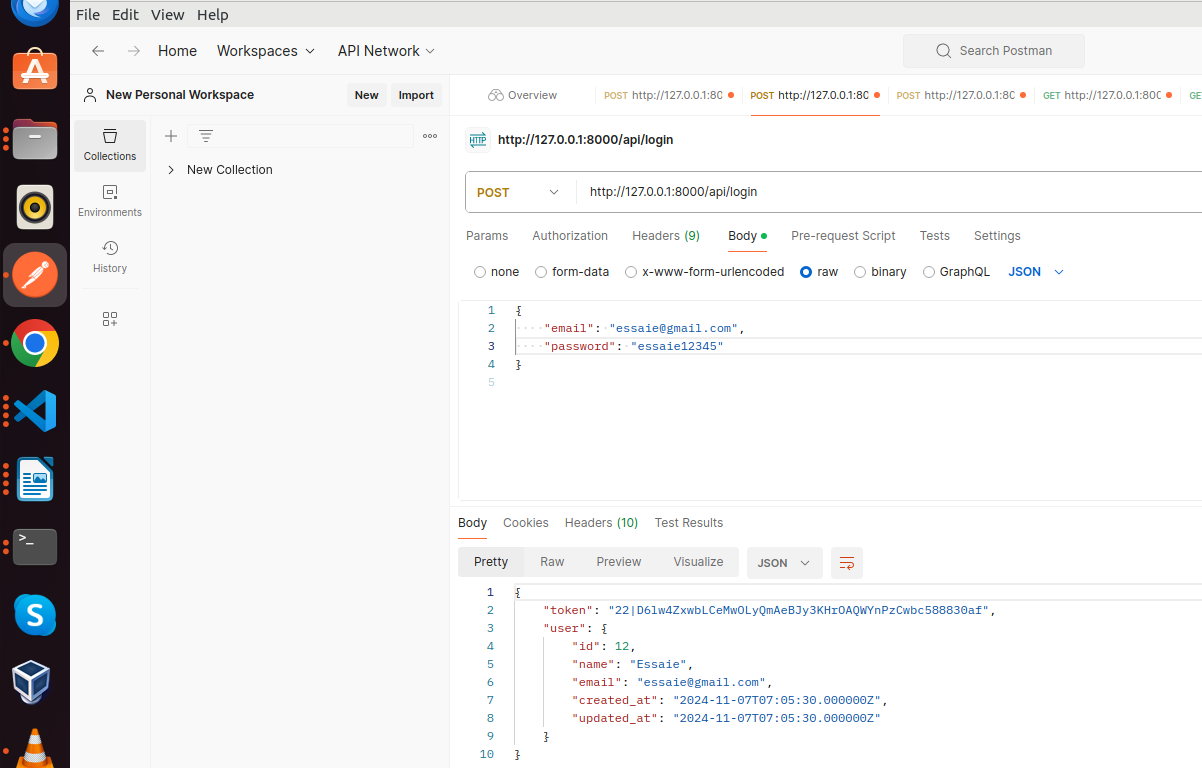 File Edit View Help
Home Workspaces API Network Search Postman
New Personal Workspace New Import
Overview POST http://127.0.0.1:80 POST http://127.0.0.1:80 POST http://127.0.0.1:80 GET http://127.0.0.1:800 GE
Collections
Environments
History
New Collection
HTTP http://127.0.0.1:8000/api/login
POST http://127.0.0.1:8000/api/login
Params Authorization Headers (9) Body Pre-request Script Tests Settings
none form-data x-www-form-urlencoded raw binary GraphQL JSON
1 {
2 "email": "essaie@gmail.com",
3 "password": "essaie12345"
4 }
5
Body Cookies Headers (10) Test Results
Pretty Raw Preview Visualize JSON
1 {
2 "token": "22|D6lw4ZxwbLCeMwOLyQmAeBJy3KHrOAQWYnPzCwbc588830af",
3 "user": {
4 "id": 12,
5 "name": "Essaie",
6 "email": "essaie@gmail.com",
7 "created_at": "2024-11-07T07:05:30.000000Z",
8 "updated_at": "2024-11-07T07:05:30.000000Z"
9 }
10 }